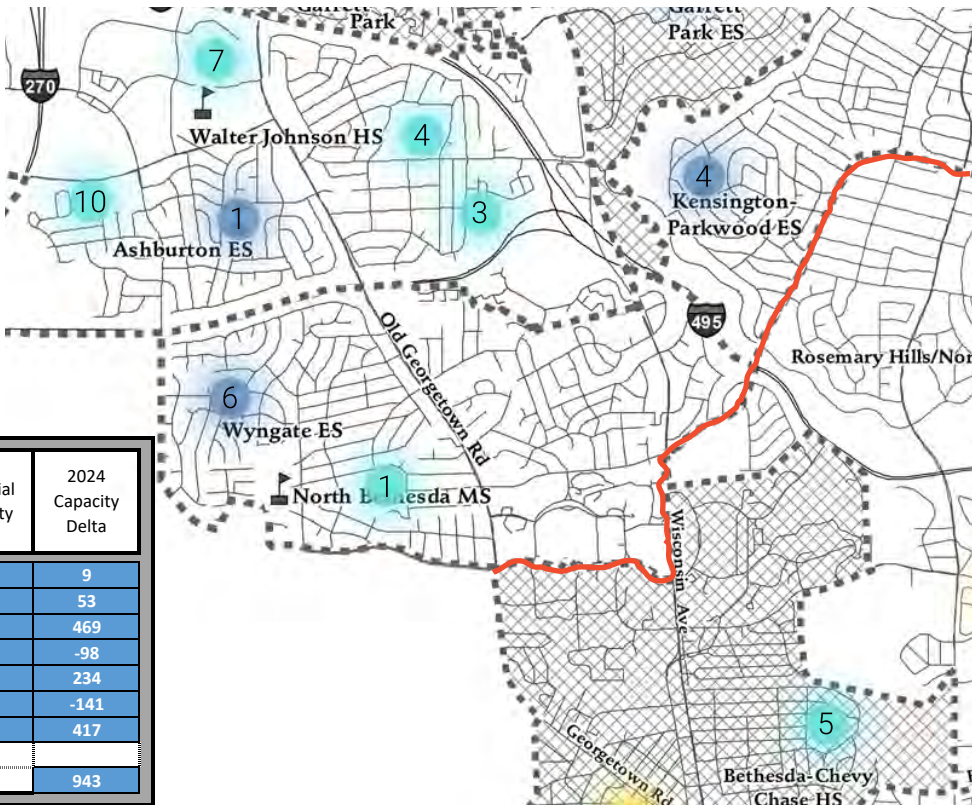 Garrett
Park
Garrett
Park ES
7
270
Walter Johnson HS
4
4
10
1
3
Kensington-
Parkwood ES
Ashburton ES
495
Old Georgetown Rd
Rosemary Hills/Nor
6
Wyngate ES
1
North Bethesda MS
Wisconsin Ave
2024
Capacity
Delta
9
53
469
-98
234
-141
417
943
5
Georgetown Rd
Bethesda-Chevy
Chase HS